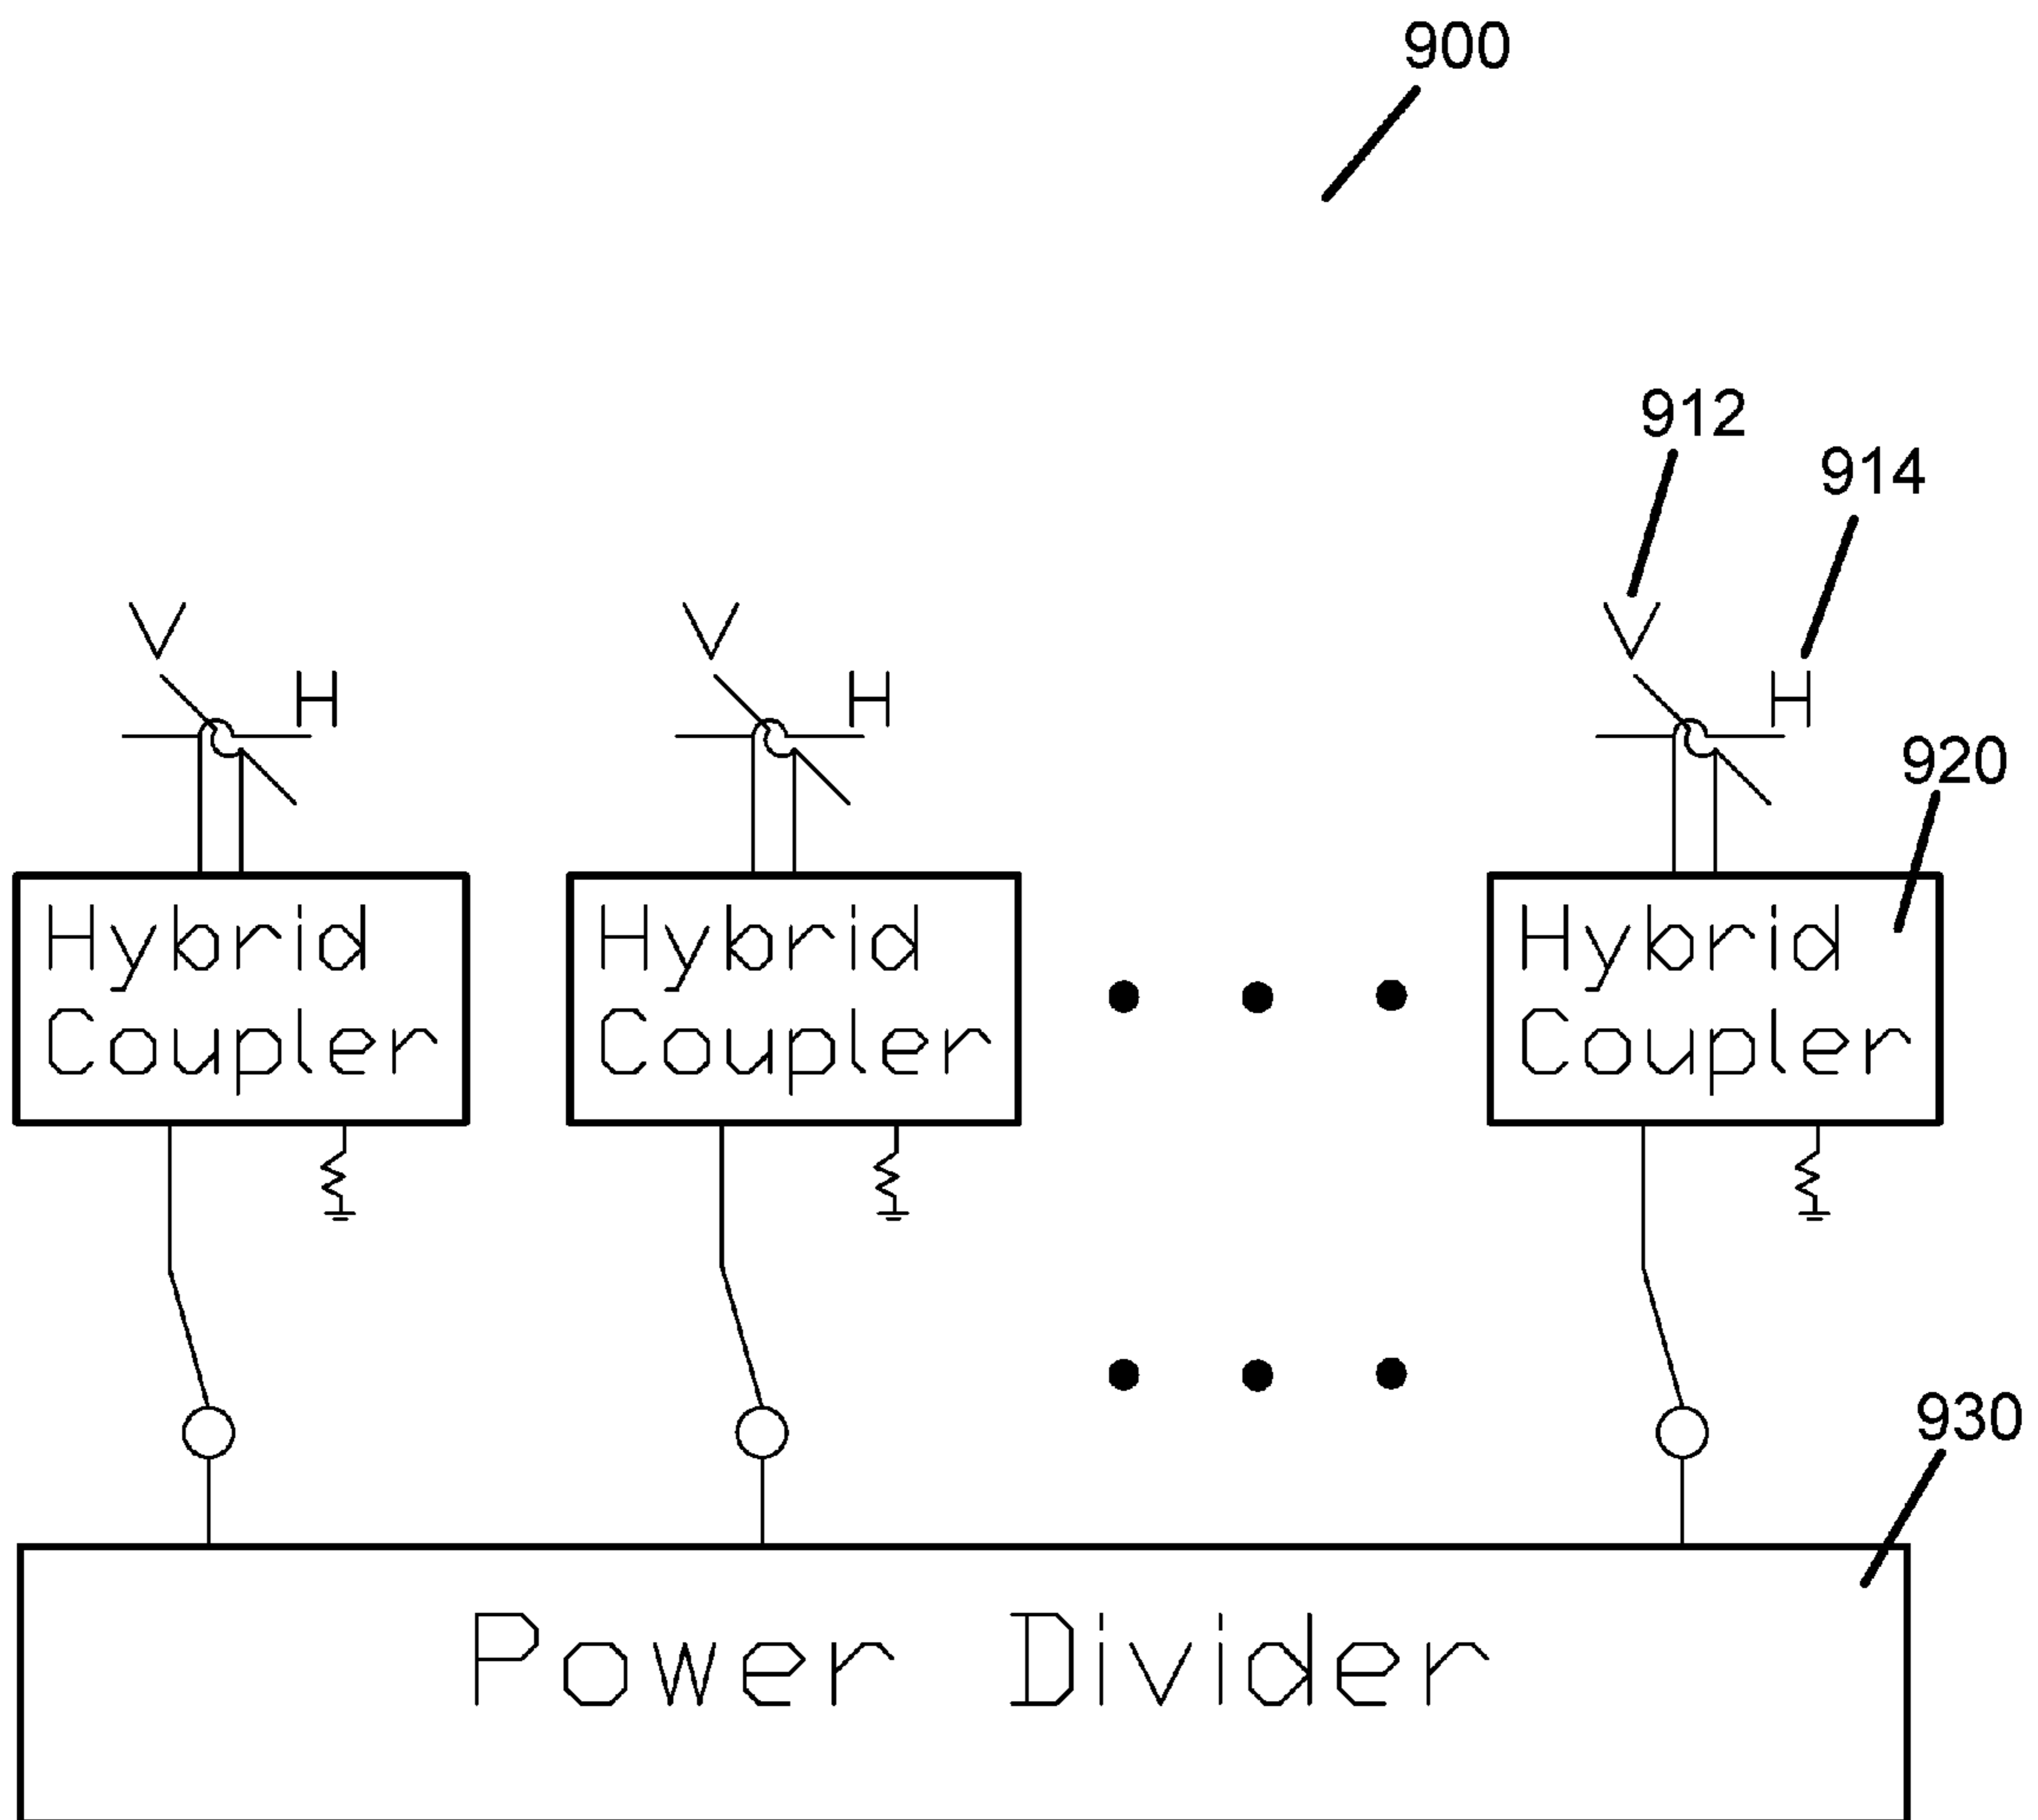 900
912
914
V
H
V
H
V
H
920
Hybrid
Coupler
Hybrid
Coupler
Hybrid
Coupler
930
Power Divider